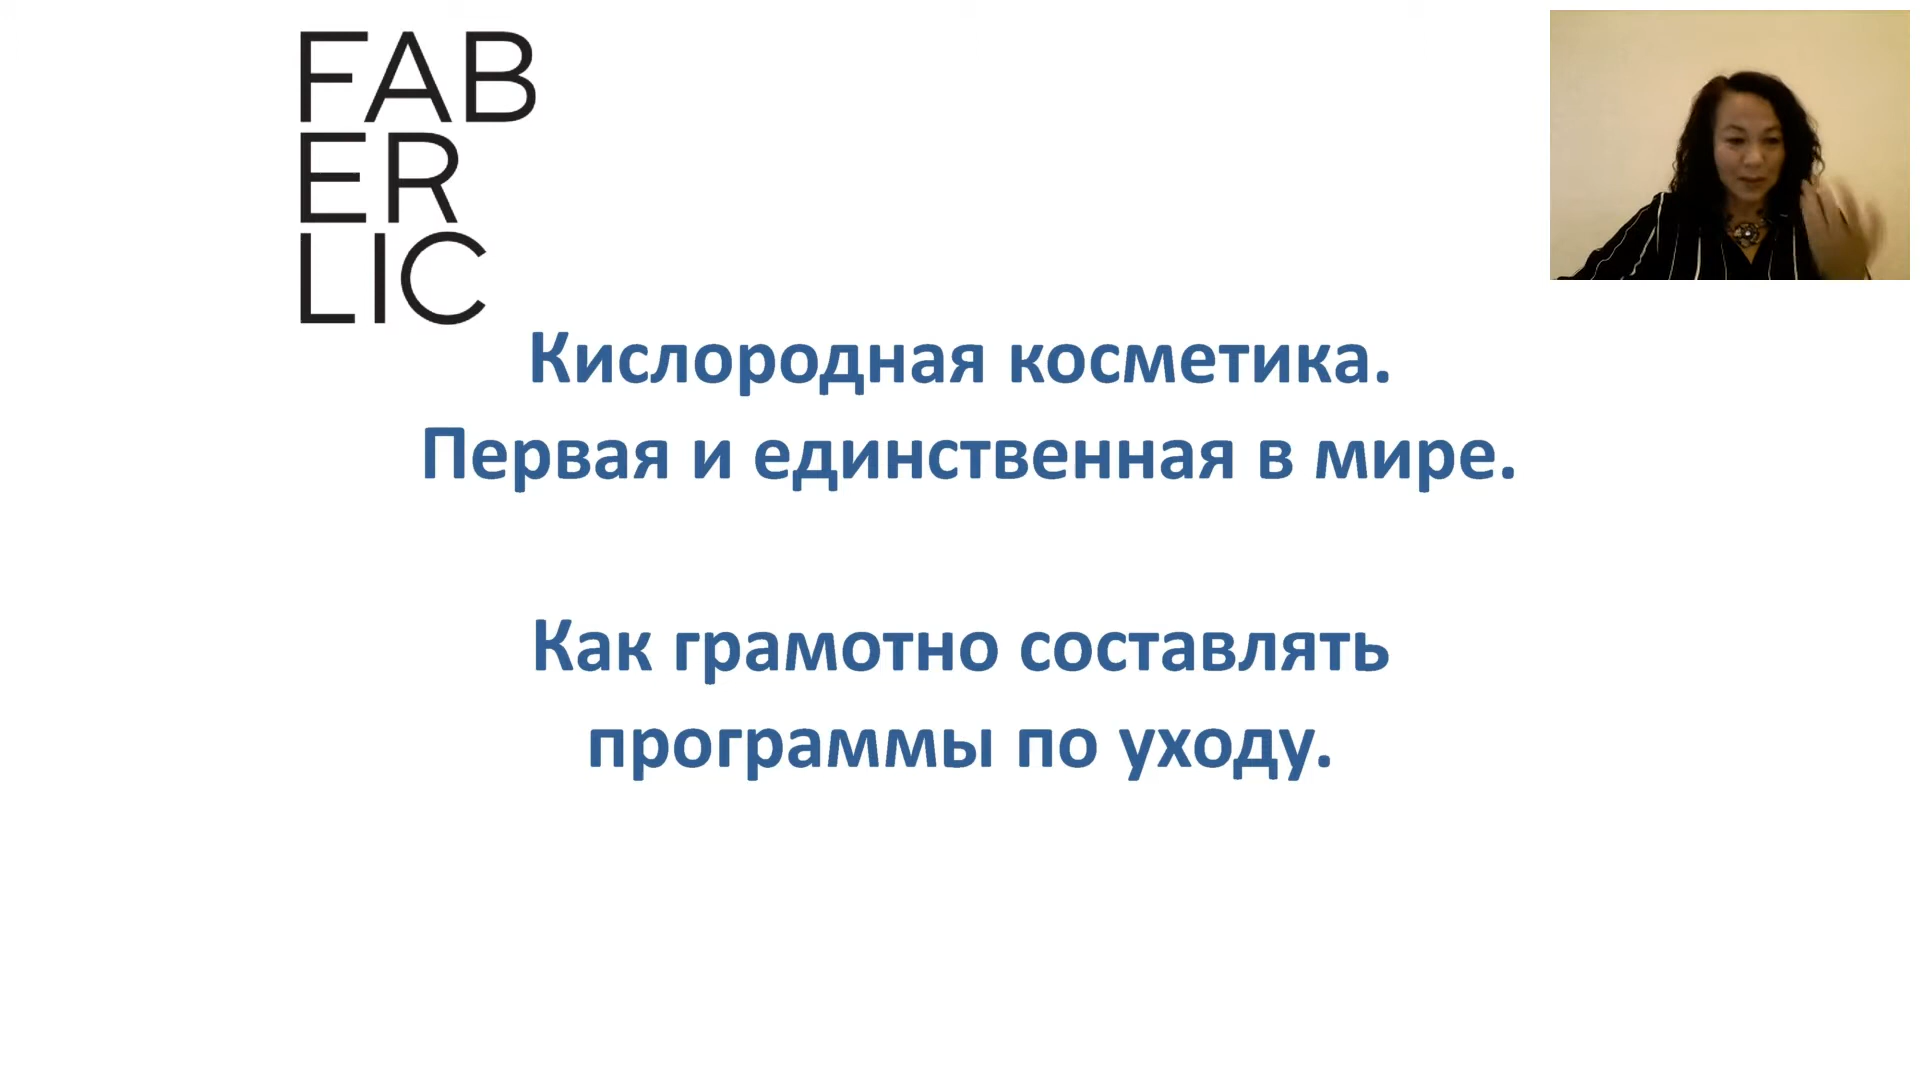 FAB
ER
LIC
Кислородная косметика.
Первая и единственная в мире.
Как грамотно составлять
программы по уходу.